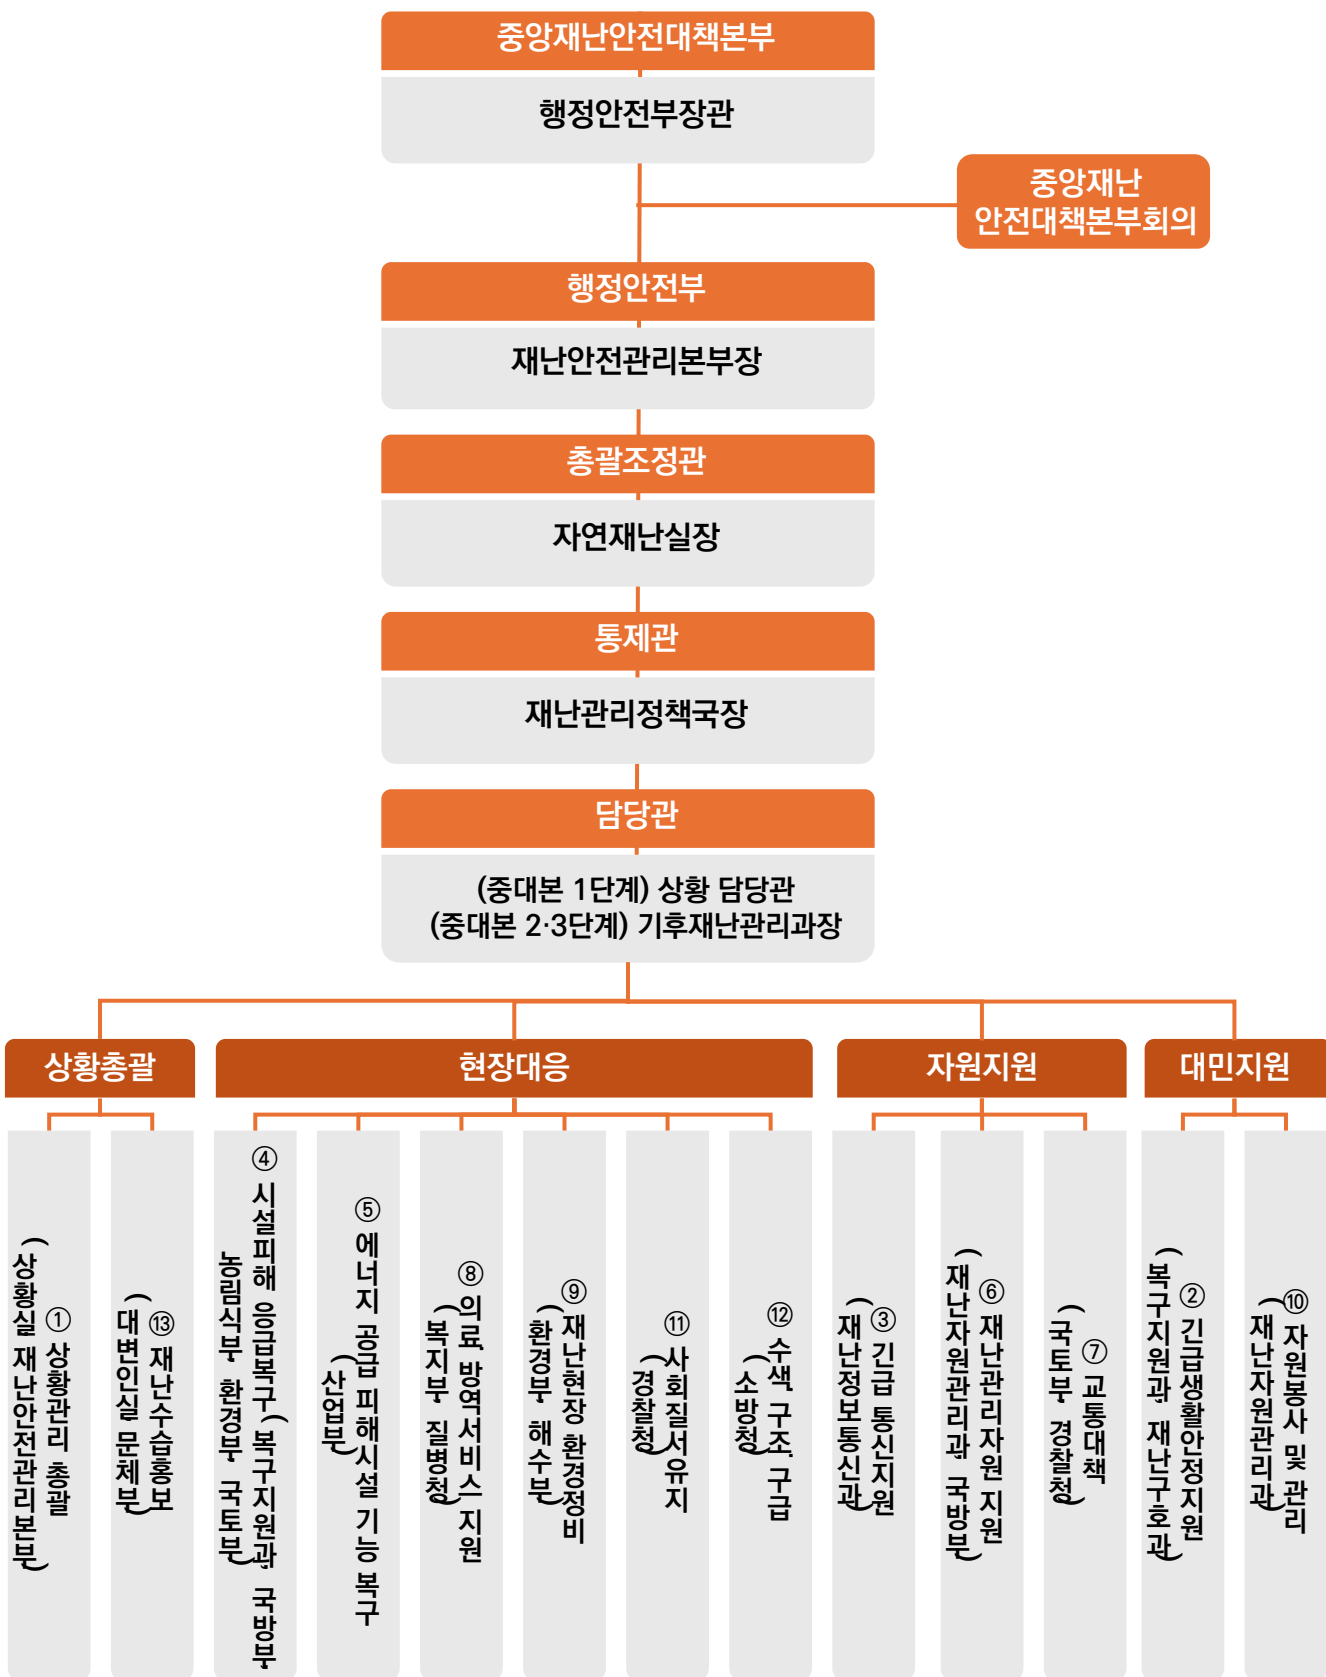 중앙재난안전대책본부
행정안전부장관
중앙재난
안전대책본부회의
행정안전부
재난안전관리본부장
총괄조정관
자연재난실장
통제관
재난관리정책국장
담당관
(중대본 1단계) 상황 담당관
(중대본 2·3단계) 기후재난관리과장
상황총괄
현장대응
자원지원
대민지원
① 상황관리 총괄
(상황실 재난안전관리본부)
⑬ 재난수습홍보
(대변인실, 문체부)
④ 시설피해 응급복구(복구지원과, 국방부,
농림식부, 환경부, 국토부)
⑤ 에너지 공급 피해시설 기능 복구
(산업부)
⑧ 의료, 방역서비스 지원
(복지부, 질병청)
⑨ 재난현장 환경정비
(환경부, 해수부)
⑪ 사회질서유지
(경찰청)
⑫ 수색, 구조, 구급
(소방청)
③ 긴급 통신지원
(재난정보통신과)
⑥ 재난관리자원 지원
(재난자원관리과, 국방부)
⑦ 교통대책
(국토부, 경찰청)
② 긴급생활안정지원
(복구지원과, 재난구호과)
⑩ 자원봉사 및 관리
(재난자원관리과)